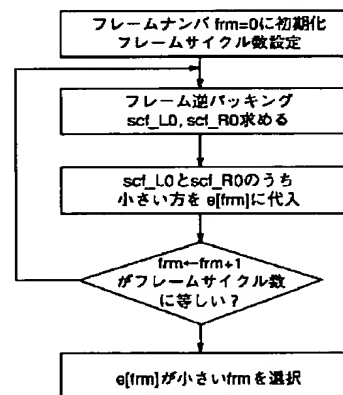 フレームナンバ frm=0に初期化
フレームサイクル数設定
フレーム逆パッキング
scf_L0, scf_R0求める
scf_L0とscf_R0のうち
小さい方を e[frm]に代入
frm←frm+1
がフレームサイクル数
に等しい？
e[frm]が小さいfrmを選択